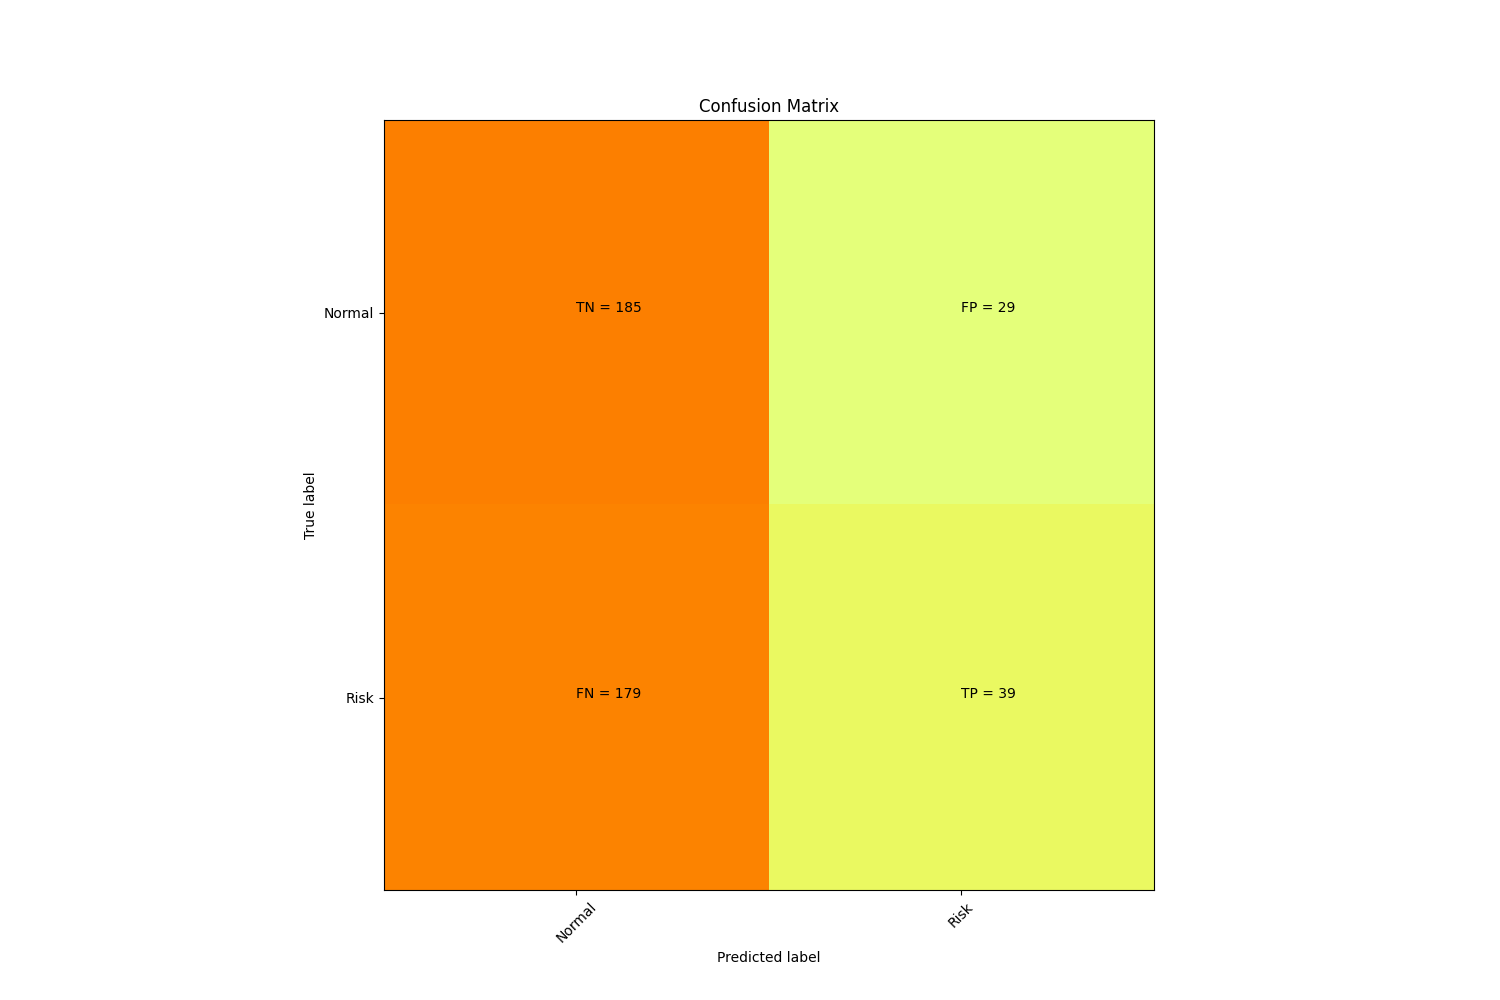 Confusion Matrix
Normal
TN = 185
FP = 29
True label
Risk
FN = 179
TP = 39
Normal
Risk
Predicted label